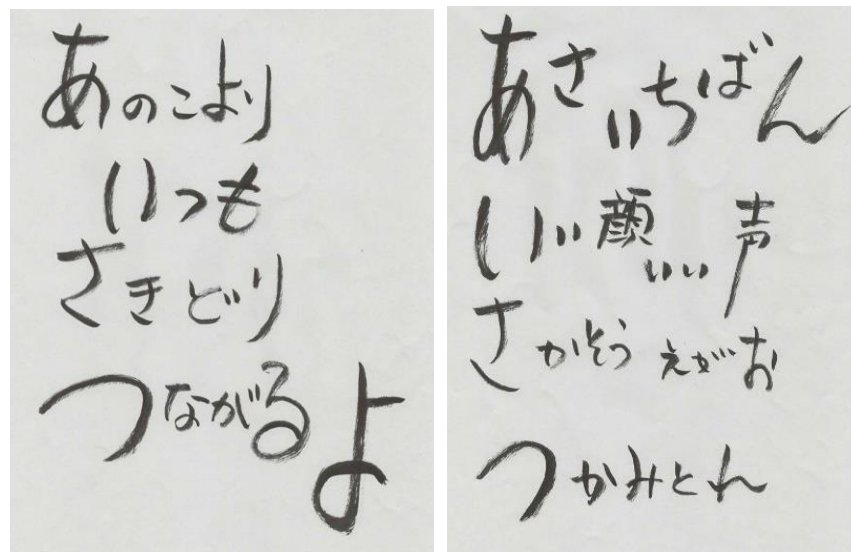 あのこより
いつも
さきどり
つながるよ
あさいちばん
いい顔いい声
さかそうえがお
つかみとれ